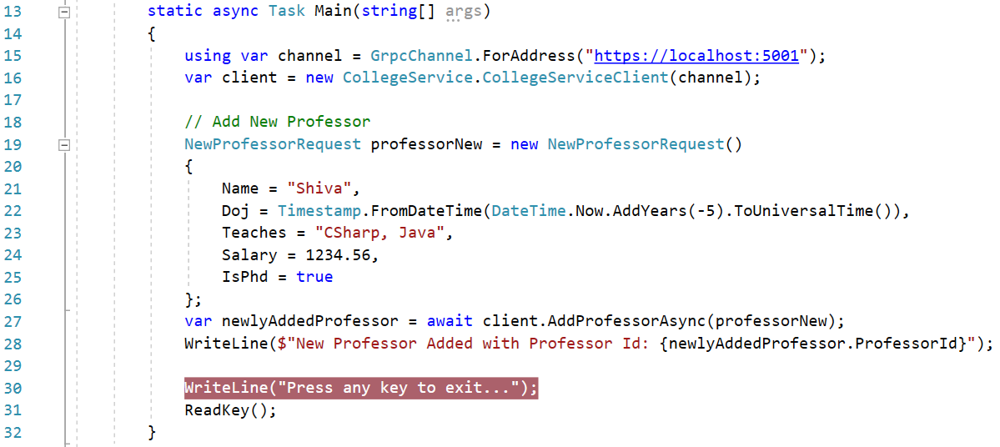 13 static async Task Main(string[] args)
14 {
15 using var channel = GrpcChannel.ForAddress("https://localhost:5001");
16 var client = new CollegeService.CollegeServiceClient(channel);
17
18 // Add New Professor
19 NewProfessorRequest professorNew = new NewProfessorRequest()
20 {
21 Name = "Shiva",
22 Doj = Timestamp.FromDateTime(DateTime.Now.AddYears(-5).ToUniversalTime()),
23 Teaches = "CSharp, Java",
24 Salary = 1234.56,
25 IsPhd = true
26 };
27 var newlyAddedProfessor = await client.AddProfessorAsync(professorNew);
28 WriteLine($"New Professor Added with Professor Id: {newlyAddedProfessor.ProfessorId}");
29
30 WriteLine("Press any key to exit...");
31 ReadKey();
32 }